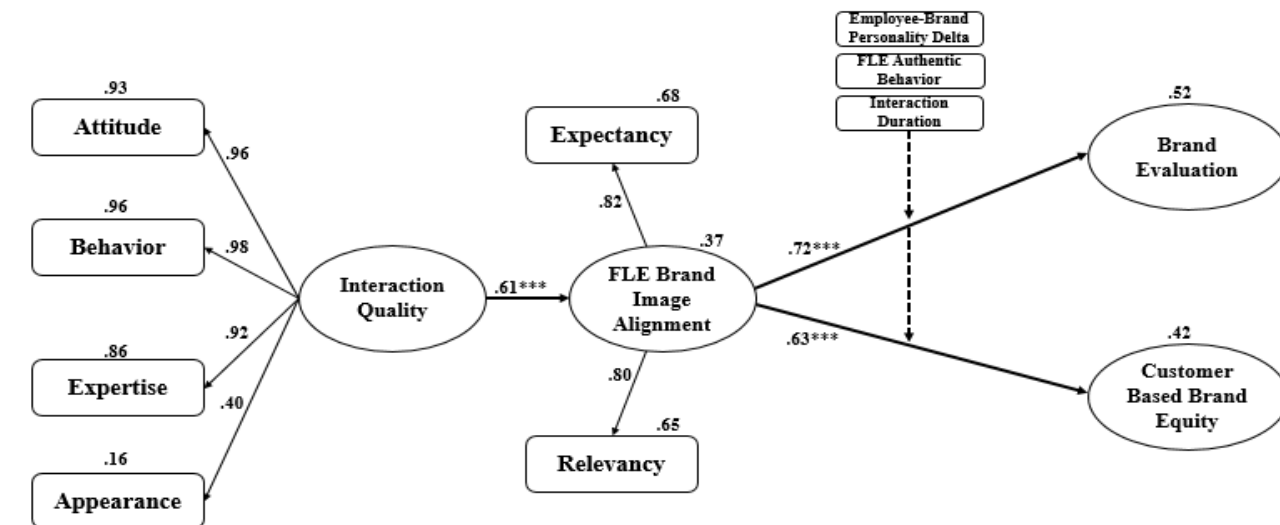 Employee-Brand
Personality Delta
FLE Authentic
Behavior
Interaction
Duration
.93
Attitude
.96
.96
Behavior
.98
.86
Expertise
.92
.16
Appearance
.40
Interaction
Quality
.61***
.68
Expectancy
.82
.37
FLE Brand
Image
Alignment
.80
.65
Relevancy
.72***
.63***
.52
Brand
Evaluation
.42
Customer
Based Brand
Equity